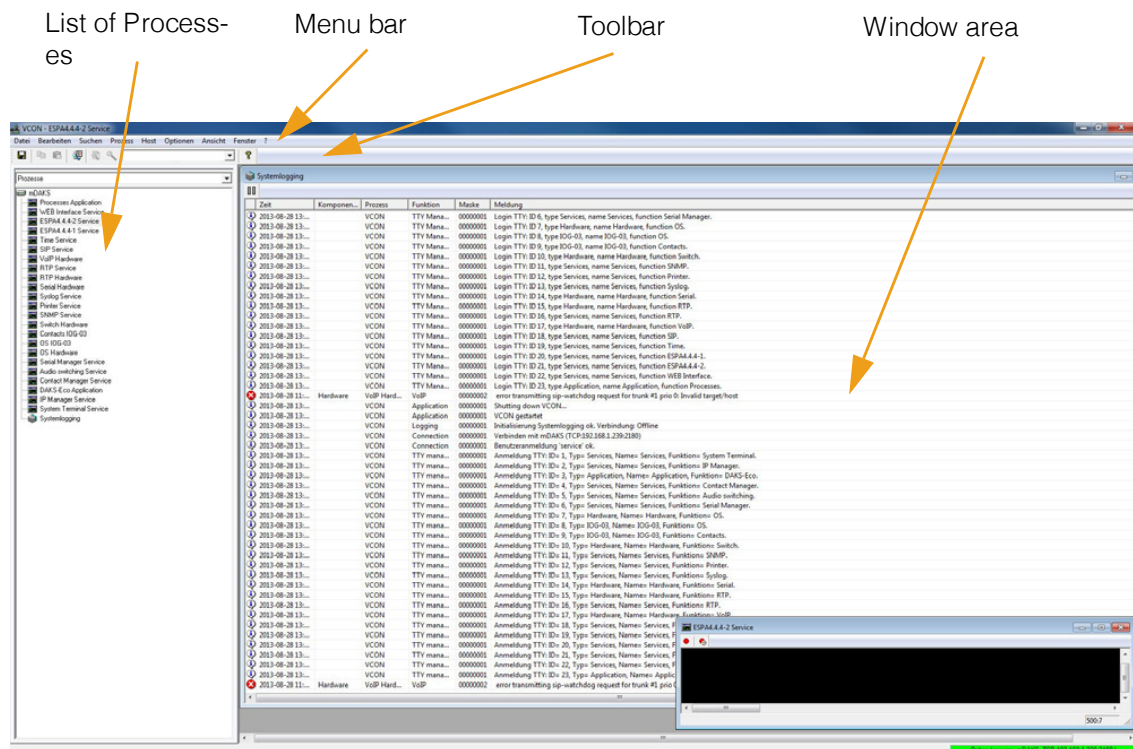 List of Process-
es
Menu bar
Toolbar
Window area
VCON - ESPA4.4.4-2 Service
Datei Bearbeiten Suchen Prozess Host Optionen Ansicht Fenster ?
Prozesse
mDAKS
Processes Application
WEB Interface Service
ESPA4.4.4-2 Service
ESPA4.4.4-1 Service
Time Service
SIP Service
VoIP Hardware
RTP Service
RTP Hardware
Serial Hardware
Syslog Service
Printer Service
SNMP Service
Switch Hardware
Contacts IOG-03
OS IOG-03
OS Hardware
Serial Manager Service
Audio switching Service
Contact Manager Service
DAKS-Eco Application
IP Manager Service
System Terminal Service
Systemlogging
Systemlogging
Zeit Komponen... Prozess Funktion Maske Meldung
2013-08-28 13:... VCON TTY Mana... 00000001 Login TTY: ID 6, type Services, name Services, function Serial Manager.
2013-08-28 13:... VCON TTY Mana... 00000001 Login TTY: ID 7, type Hardware, name Hardware, function OS.
2013-08-28 13:... VCON TTY Mana... 00000001 Login TTY: ID 8, type IOG-03, name IOG-03, function OS.
2013-08-28 13:... VCON TTY Mana... 00000001 Login TTY: ID 9, type IOG-03, name IOG-03, function Contacts.
2013-08-28 13:... VCON TTY Mana... 00000001 Login TTY: ID 10, type Hardware, name Hardware, function Switch.
2013-08-28 13:... VCON TTY Mana... 00000001 Login TTY: ID 11, type Services, name Services, function SNMP.
2013-08-28 13:... VCON TTY Mana... 00000001 Login TTY: ID 12, type Services, name Services, function Printer.
2013-08-28 13:... VCON TTY Mana... 00000001 Login TTY: ID 13, type Services, name Services, function Syslog.
2013-08-28 13:... VCON TTY Mana... 00000001 Login TTY: ID 14, type Hardware, name Hardware, function Serial.
2013-08-28 13:... VCON TTY Mana... 00000001 Login TTY: ID 15, type Hardware, name Hardware, function RTP.
2013-08-28 13:... VCON TTY Mana... 00000001 Login TTY: ID 16, type Services, name Services, function RTP.
2013-08-28 13:... VCON TTY Mana... 00000001 Login TTY: ID 17, type Hardware, name Hardware, function VoIP.
2013-08-28 13:... VCON TTY Mana... 00000001 Login TTY: ID 18, type Services, name Services, function SIP.
2013-08-28 13:... VCON TTY Mana... 00000001 Login TTY: ID 19, type Services, name Services, function Time.
2013-08-28 13:... VCON TTY Mana... 00000001 Login TTY: ID 20, type Services, name Services, function ESPA4.4.4-1.
2013-08-28 13:... VCON TTY Mana... 00000001 Login TTY: ID 21, type Services, name Services, function ESPA4.4.4-2.
2013-08-28 13:... VCON TTY Mana... 00000001 Login TTY: ID 22, type Services, name Services, function WEB Interface.
2013-08-28 13:... VCON TTY Mana... 00000001 Login TTY: ID 23, type Application, name Application, function Processes.
2013-08-28 11:... Hardware VoIP Hard... VoIP 00000002 error transmitting sip-watchdog request for trunk #1 prio 0: Invalid target/host
2013-08-28 13:... VCON Application 00000001 Shutting down VCON...
2013-08-28 13:... VCON Application 00000001 VCON gestartet
2013-08-28 13:... VCON Logging 00000001 Initialisierung Systemlogging ok. Verbindung: Offline
2013-08-28 13:... VCON Connection 00000001 Verbinden mit mDAKS (TCP:192.168.1.239:2180)
2013-08-28 13:... VCON Connection 00000001 Benutzeranmeldung 'service' ok.
2013-08-28 13:... VCON TTY mana... 00000001 Anmeldung TTY: ID= 1, Typ= Services, Name= Services, Funktion= System Terminal.
2013-08-28 13:... VCON TTY mana... 00000001 Anmeldung TTY: ID= 2, Typ= Services, Name= Services, Funktion= IP Manager.
2013-08-28 13:... VCON TTY mana... 00000001 Anmeldung TTY: ID= 3, Typ= Application, Name= Application, Funktion= DAKS-Eco.
2013-08-28 13:... VCON TTY mana... 00000001 Anmeldung TTY: ID= 4, Typ= Services, Name= Services, Funktion= Contact Manager.
2013-08-28 13:... VCON TTY mana... 00000001 Anmeldung TTY: ID= 5, Typ= Services, Name= Services, Funktion= Audio switching.
2013-08-28 13:... VCON TTY mana... 00000001 Anmeldung TTY: ID= 6, Typ= Services, Name= Services, Funktion= Serial Manager.
2013-08-28 13:... VCON TTY mana... 00000001 Anmeldung TTY: ID= 7, Typ= Hardware, Name= Hardware, Funktion= OS.
2013-08-28 13:... VCON TTY mana... 00000001 Anmeldung TTY: ID= 8, Typ= IOG-03, Name= IOG-03, Funktion= OS.
2013-08-28 13:... VCON TTY mana... 00000001 Anmeldung TTY: ID= 9, Typ= IOG-03, Name= IOG-03, Funktion= Contacts.
2013-08-28 13:... VCON TTY mana... 00000001 Anmeldung TTY: ID= 10, Typ= Hardware, Name= Hardware, Funktion= Switch.
2013-08-28 13:... VCON TTY mana... 00000001 Anmeldung TTY: ID= 11, Typ= Services, Name= Services, Funktion= SNMP.
2013-08-28 13:... VCON TTY mana... 00000001 Anmeldung TTY: ID= 12, Typ= Services, Name= Services, Funktion= Printer.
2013-08-28 13:... VCON TTY mana... 00000001 Anmeldung TTY: ID= 13, Typ= Services, Name= Services, Funktion= Syslog.
2013-08-28 13:... VCON TTY mana... 00000001 Anmeldung TTY: ID= 14, Typ= Hardware, Name= Hardware, Funktion= Serial.
2013-08-28 13:... VCON TTY mana... 00000001 Anmeldung TTY: ID= 15, Typ= Hardware, Name= Hardware, Funktion= RTP.
2013-08-28 13:... VCON TTY mana... 00000001 Anmeldung TTY: ID= 16, Typ= Services, Name= Services, Funktion= RTP.
2013-08-28 13:... VCON TTY mana... 00000001 Anmeldung TTY: ID= 17, Typ= Hardware, Name= Hardware, Funktion= VoIP.
2013-08-28 13:... VCON TTY mana... 00000001 Anmeldung TTY: ID= 18, Typ= Services, Name= Services, F
2013-08-28 13:... VCON TTY mana... 00000001 Anmeldung TTY: ID= 19, Typ= Services, Name= Services, F
2013-08-28 13:... VCON TTY mana... 00000001 Anmeldung TTY: ID= 20, Typ= Services, Name= Services, F
2013-08-28 13:... VCON TTY mana... 00000001 Anmeldung TTY: ID= 21, Typ= Services, Name= Services, F
2013-08-28 13:... VCON TTY mana... 00000001 Anmeldung TTY: ID= 22, Typ= Services, Name= Services, F
2013-08-28 13:... VCON TTY mana... 00000001 Anmeldung TTY: ID= 23, Typ= Application, Name= Applic
2013-08-28 11:... Hardware VoIP Hard... VoIP 00000002 error transmitting sip-watchdog request for trunk #1 prio
ESPA4.4.4-2 Service
500:7